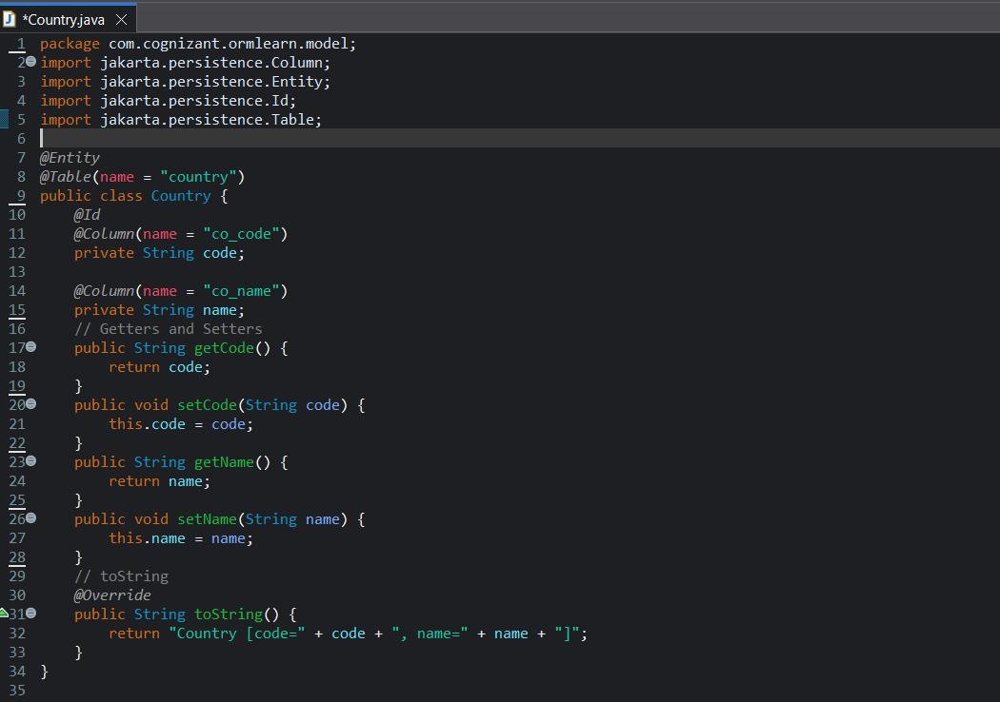 *Country.java
1 package com.cognizant.ormlearn.model;
2 import jakarta.persistence.Column;
3 import jakarta.persistence.Entity;
4 import jakarta.persistence.Id;
5 import jakarta.persistence.Table;
6
7 @Entity
8 @Table(name = "country")
9 public class Country {
10     @Id
11     @Column(name = "co_code")
12     private String code;
13
14     @Column(name = "co_name")
15     private String name;
16     // Getters and Setters
17     public String getCode() {
18         return code;
19     }
20     public void setCode(String code) {
21         this.code = code;
22     }
23     public String getName() {
24         return name;
25     }
26     public void setName(String name) {
27         this.name = name;
28     }
29     // toString
30     @Override
31     public String toString() {
32         return "Country [code=" + code + ", name=" + name + "]";
33     }
34 }
35